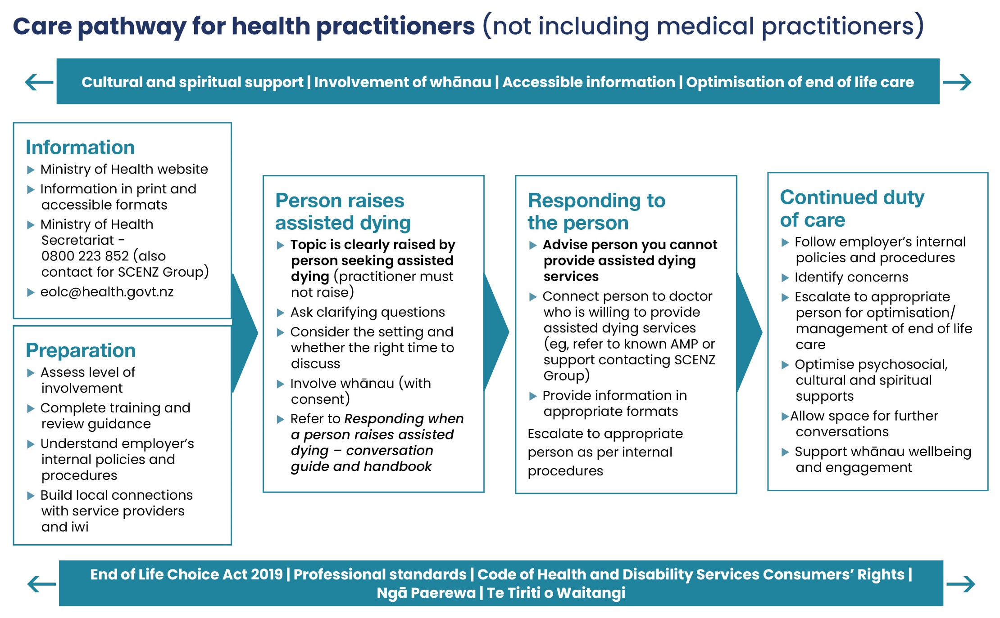 Care pathway for health practitioners (not including medical practitioners)
Cultural and spiritual support | Involvement of whānau | Accessible information | Optimisation of end of life care
Information
Ministry of Health website
Information in print and
accessible formats
Ministry of Health
Secretariat -
0800 223 852 (also
contact for SCENZ Group)
eolc@health.govt.nz
Preparation
Assess level of
involvement
Complete training and
review guidance
Understand employer’s
internal policies and
procedures
Build local connections
with service providers
and iwi
Person raises
assisted dying
Topic is clearly raised by
person seeking assisted
dying (practitioner must
not raise)
Ask clarifying questions
Consider the setting and
whether the right time to
discuss
Involve whānau (with
consent)
Refer to Responding when
a person raises assisted
dying – conversation
guide and handbook
Responding to
the person
Advise person you cannot
provide assisted dying
services
Connect person to doctor
who is willing to provide
assisted dying services
(eg, refer to known AMP or
support contacting SCENZ
Group)
Provide information in
appropriate formats
Escalate to appropriate
person as per internal
procedures
Continued duty
of care
Follow employer’s internal
policies and procedures
Identify concerns
Escalate to appropriate
person for optimisation/
management of end of life
care
Optimise psychosocial,
cultural and spiritual
supports
Allow space for further
conversations
Support whānau wellbeing
and engagement
End of Life Choice Act 2019 | Professional standards | Code of Health and Disability Services Consumers’ Rights |
Ngā Paerewa | Te Tiriti o Waitangi